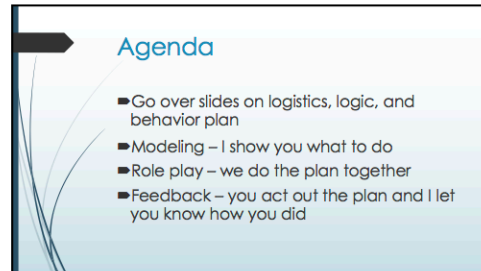 Agenda
Go over slides on logistics, logic, and
behavior plan
Modeling – I show you what to do
Role play – we do the plan together
Feedback – you act out the plan and I let
you know how you did